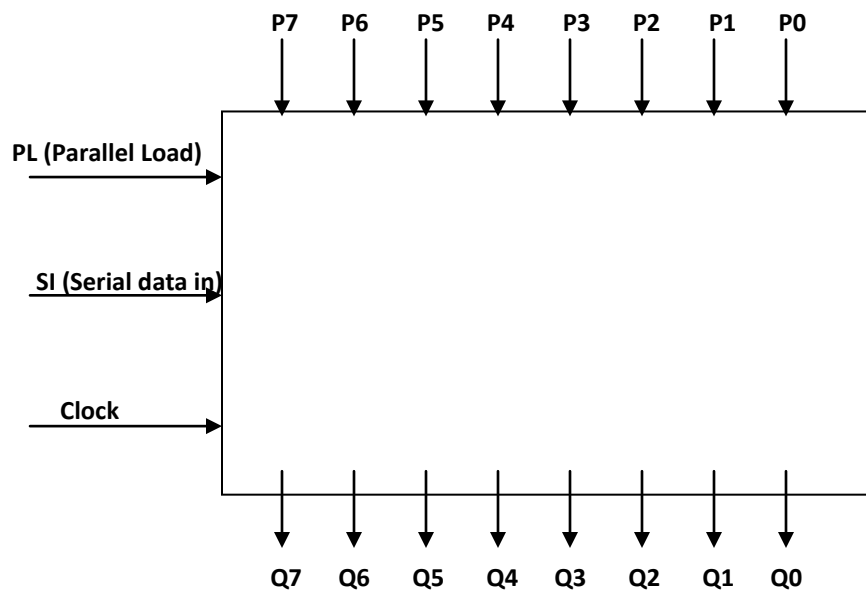 P7 P6 P5 P4 P3 P2 P1 P0
PL (Parallel Load)
SI (Serial data in)
Clock
Q7 Q6 Q5 Q4 Q3 Q2 Q1 Q0